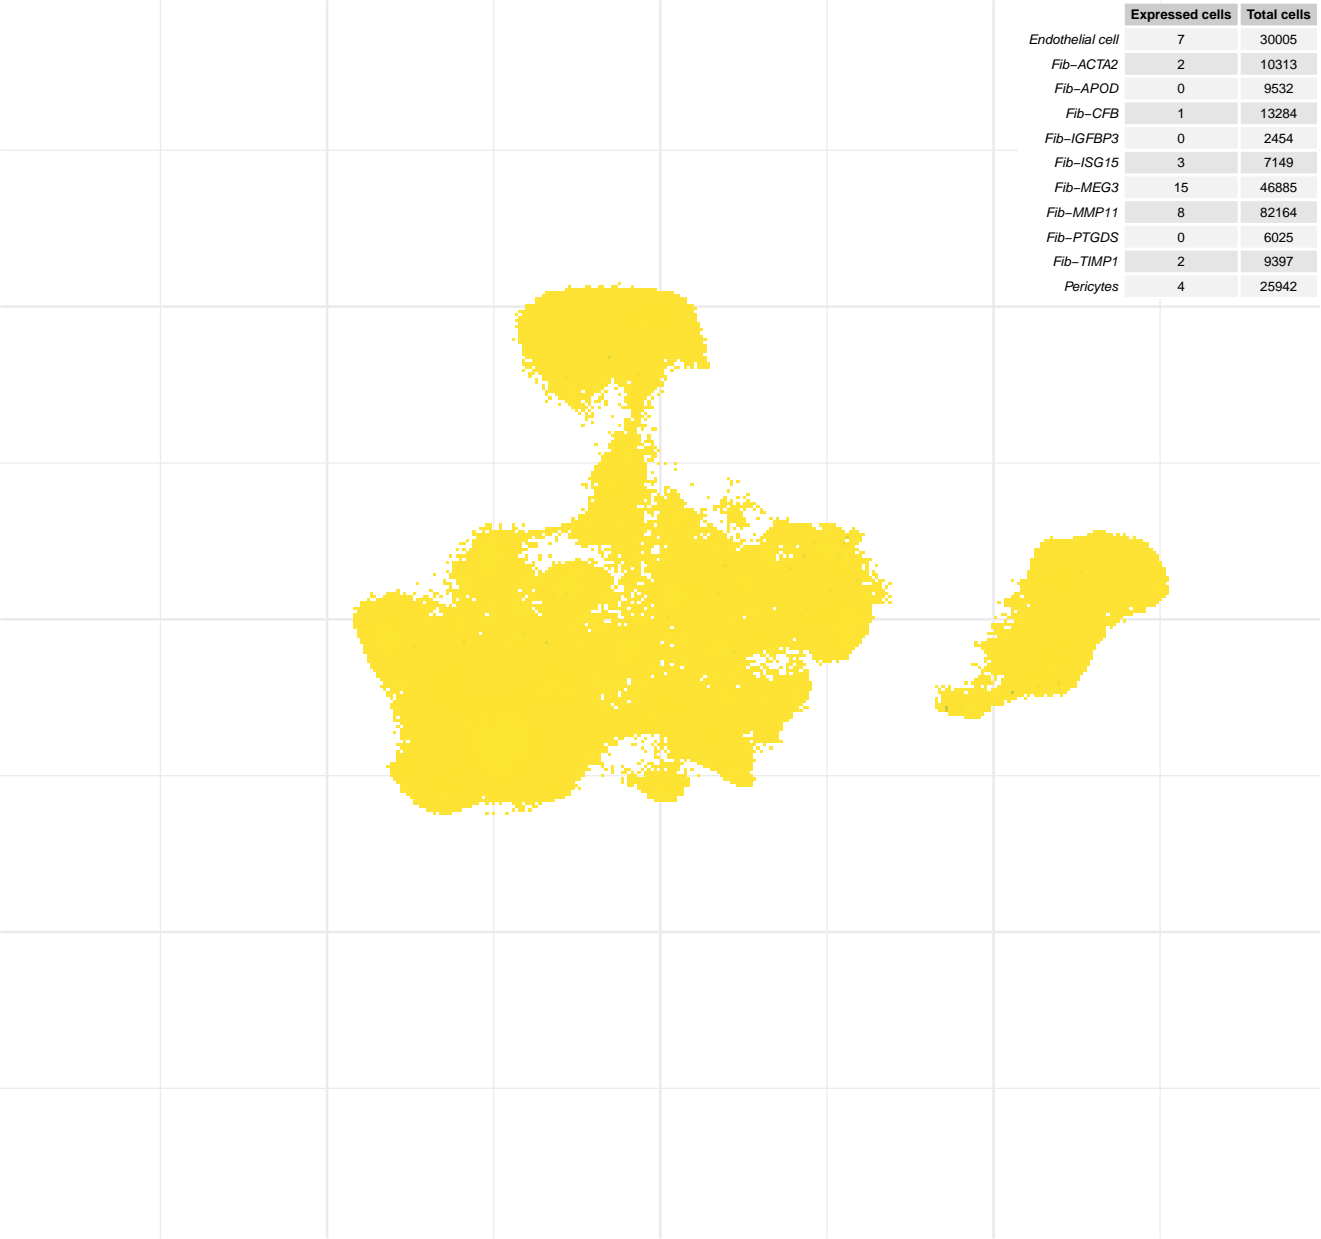 Expressed cells Total cells
Endothelial cell 7 30005
Fib−ACTA2 2 10313
Fib−APOD 0 9532
Fib−CFB 1 13284
Fib−IGFBP3 0 2454
Fib−ISG15 3 7149
Fib−MEG3 15 46885
Fib−MMP11 8 82164
Fib−PTGDS 0 6025
Fib−TIMP1 2 9397
Pericytes 4 25942